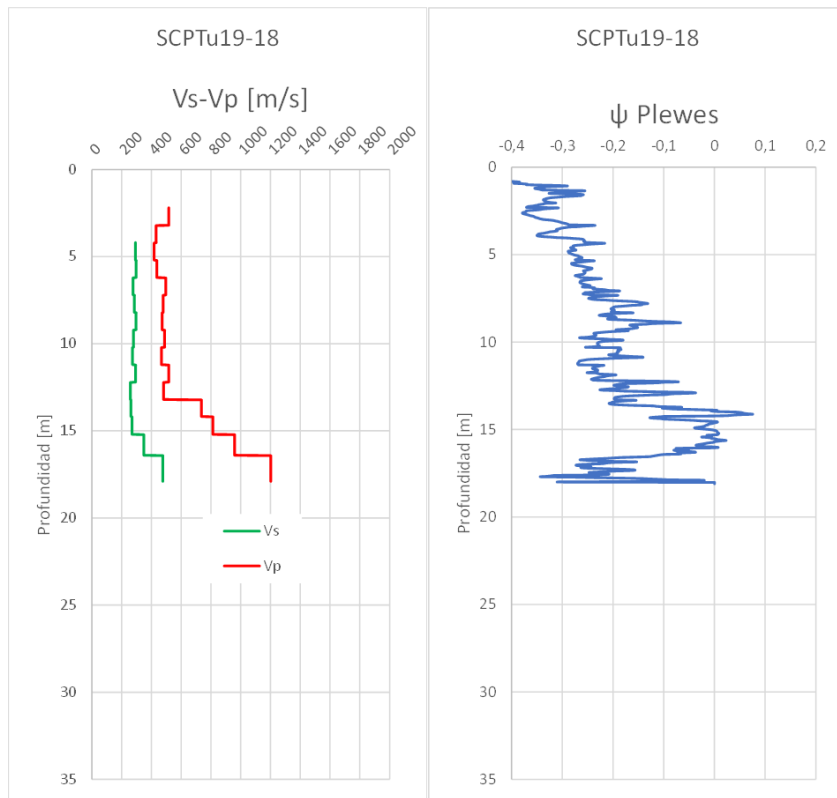 SCPTu19-18
Vs-Vp [m/s]
0 200 400 600 800 1000 1200 1400 1600 1800 2000
0
5
10
15
20
25
30
35
Profundidad [m]
Vs
Vp
SCPTu19-18
ψ Plewes
-0,4 -0,3 -0,2 -0,1 0 0,1 0,2
0
5
10
15
20
25
30
35
Profundidad [m]